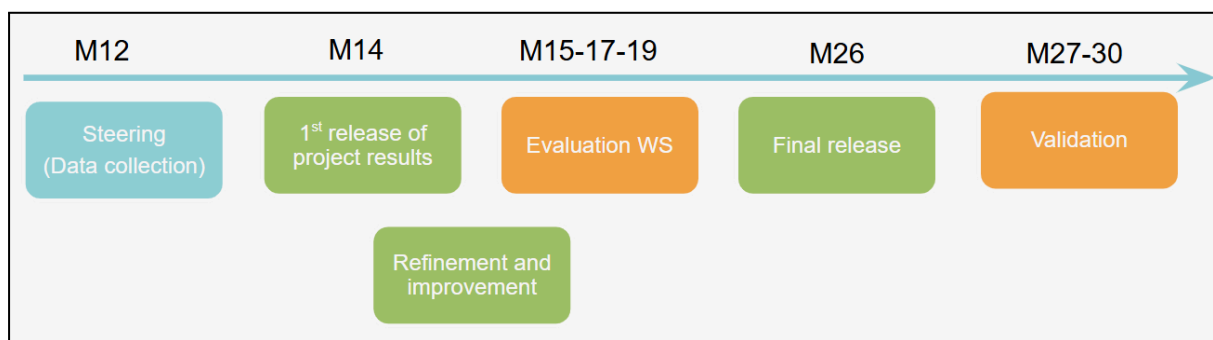 M12
M14
M15-17-19
M26
M27-30
Steering
(Data collection)
1st release of
project results
Evaluation WS
Final release
Validation
Refinement and
improvement